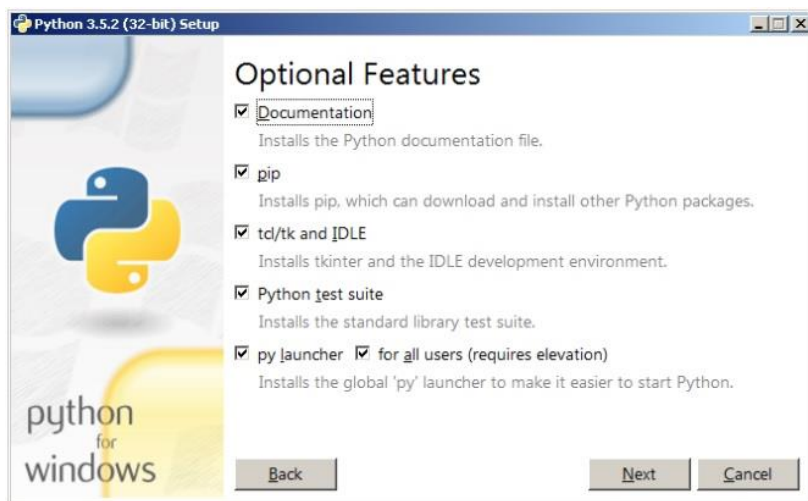 Python 3.5.2 (32-bit) Setup
Optional Features
Documentation
Installs the Python documentation file.
pip
Installs pip, which can download and install other Python packages.
tcl/tk and IDLE
Installs tkinter and the IDLE development environment.
Python test suite
Installs the standard library test suite.
py launcher for all users (requires elevation)
Installs the global 'py' launcher to make it easier to start Python.
python
for
windows
Back Next Cancel